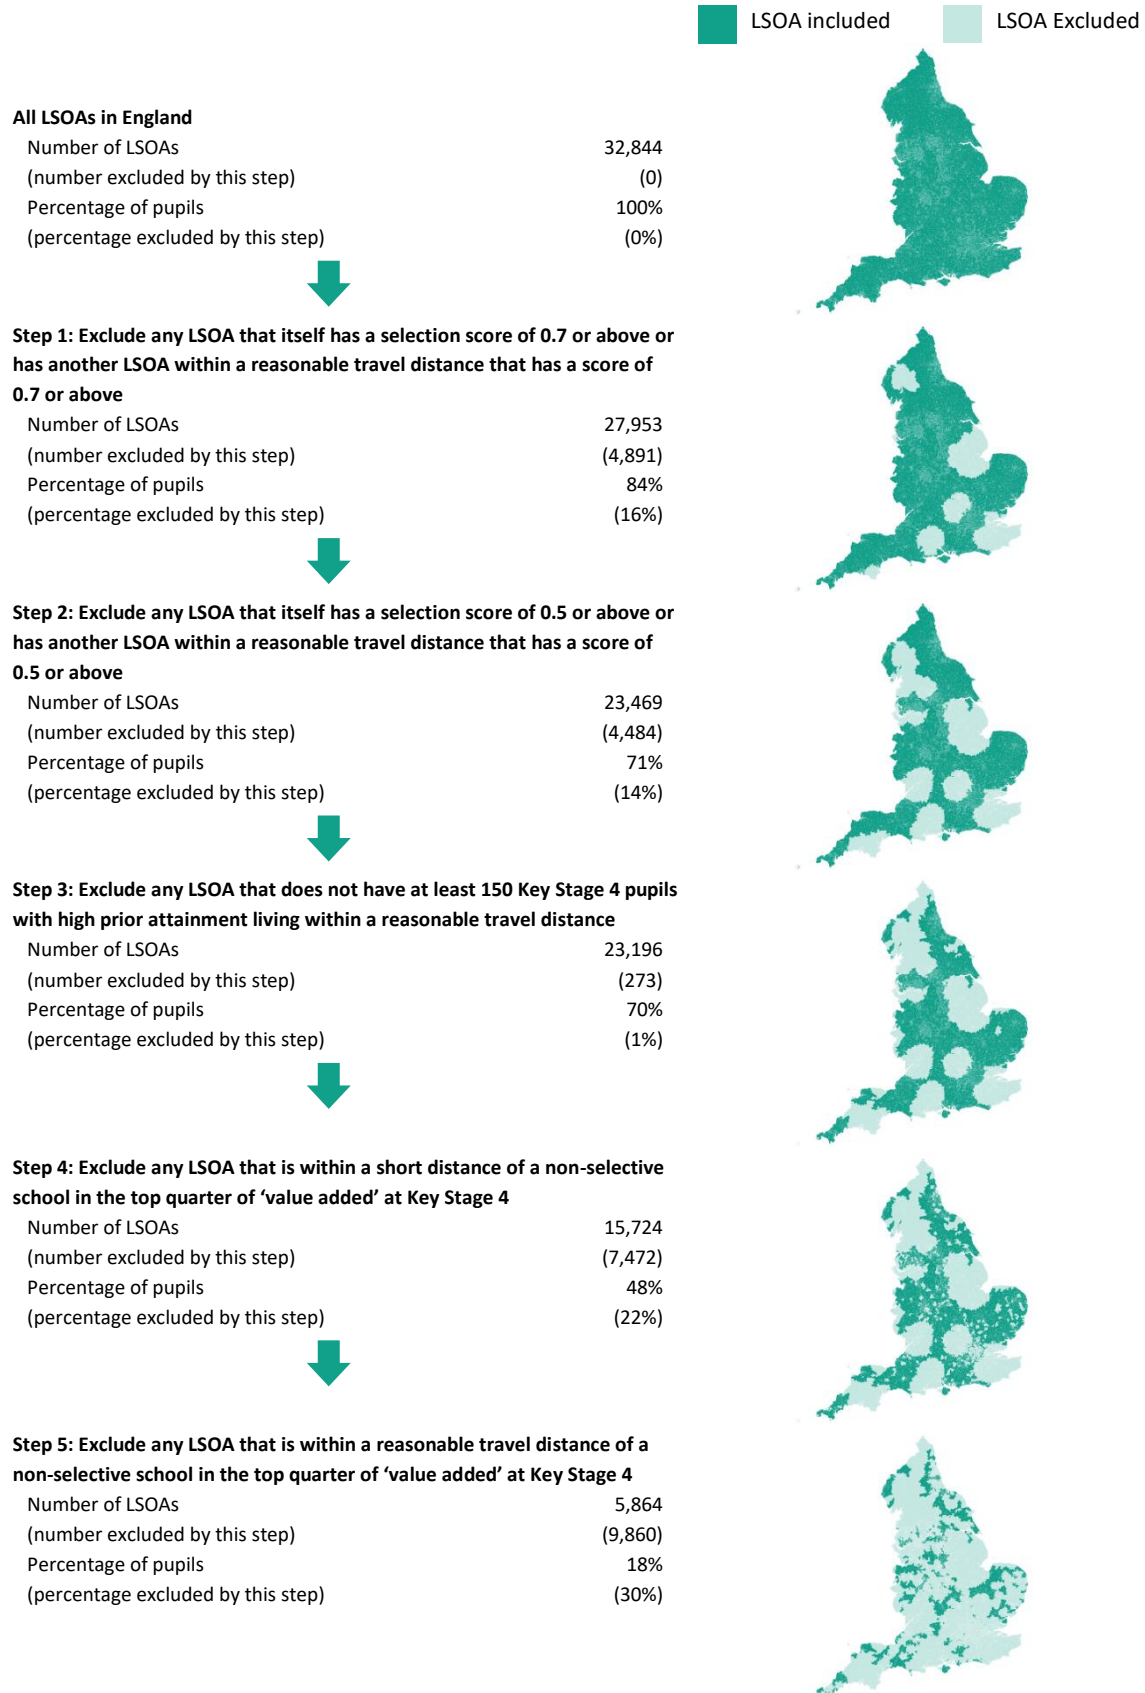 LSOA included
LSOA Excluded
All LSOAs in England
Number of LSOAs 32,844
(number excluded by this step) (0)
Percentage of pupils 100%
(percentage excluded by this step) (0%)
Step 1: Exclude any LSOA that itself has a selection score of 0.7 or above or
has another LSOA within a reasonable travel distance that has a score of
0.7 or above
Number of LSOAs 27,953
(number excluded by this step) (4,891)
Percentage of pupils 84%
(percentage excluded by this step) (16%)
Step 2: Exclude any LSOA that itself has a selection score of 0.5 or above or
has another LSOA within a reasonable travel distance that has a score of
0.5 or above
Number of LSOAs 23,469
(number excluded by this step) (4,484)
Percentage of pupils 71%
(percentage excluded by this step) (14%)
Step 3: Exclude any LSOA that does not have at least 150 Key Stage 4 pupils
with high prior attainment living within a reasonable travel distance
Number of LSOAs 23,196
(number excluded by this step) (273)
Percentage of pupils 70%
(percentage excluded by this step) (1%)
Step 4: Exclude any LSOA that is within a short distance of a non-selective
school in the top quarter of ‘value added’ at Key Stage 4
Number of LSOAs 15,724
(number excluded by this step) (7,472)
Percentage of pupils 48%
(percentage excluded by this step) (22%)
Step 5: Exclude any LSOA that is within a reasonable travel distance of a
non-selective school in the top quarter of ‘value added’ at Key Stage 4
Number of LSOAs 5,864
(number excluded by this step) (9,860)
Percentage of pupils 18%
(percentage excluded by this step) (30%)